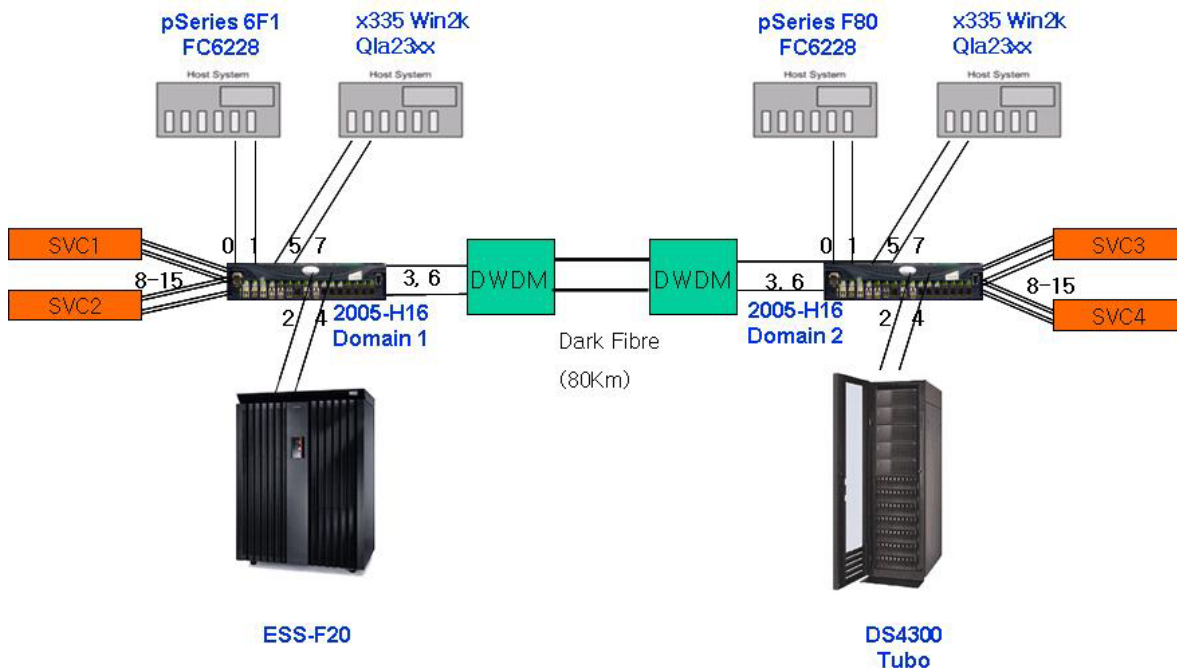 pSeries 6F1
FC6228
x335 Win2k
Qla23xx
pSeries F80
FC6228
x335 Win2k
Qla23xx
Host System
Host System
Host System
Host System
SVC1
SVC2
8-15
0 1 5 7
2 4
3, 6
2005-H16
Domain 1
DWDM
DWDM
Dark Fibre
(80Km)
3, 6
2005-H16
Domain 2
0 1 5 7
2 4
SVC3
8-15
SVC4
ESS-F20
DS4300
Tubo